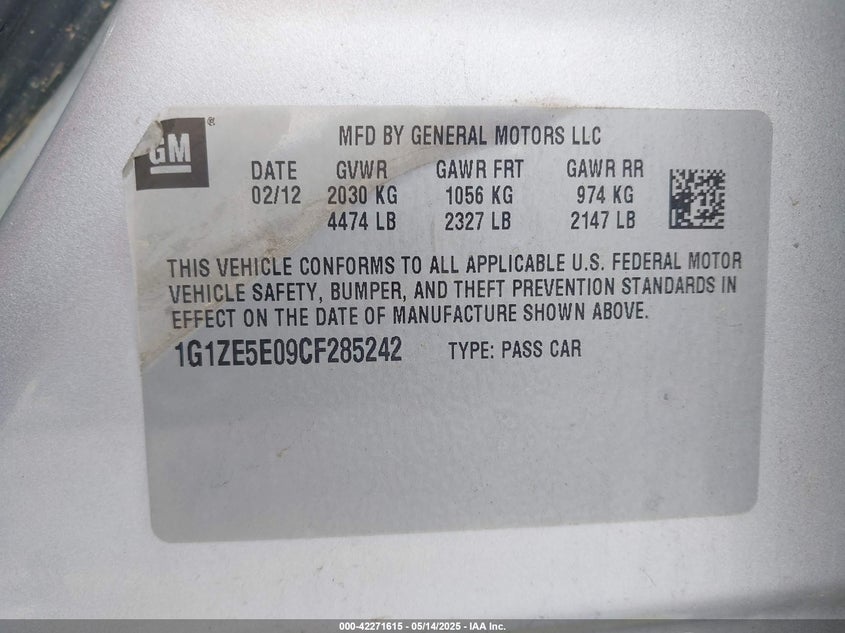 GM®
MFD BY GENERAL MOTORS LLC
DATE GVWR GAWR FRT GAWR RR
02/12 2030 KG 1056 KG 974 KG
4474 LB 2327 LB 2147 LB
THIS VEHICLE CONFORMS TO ALL APPLICABLE U.S. FEDERAL MOTOR
VEHICLE SAFETY, BUMPER, AND THEFT PREVENTION STANDARDS IN
EFFECT ON THE DATE OF MANUFACTURE SHOWN ABOVE.
1G1ZE5E09CF285242 TYPE: PASS CAR
000-42271615 - 05/14/2025 - IAA Inc.